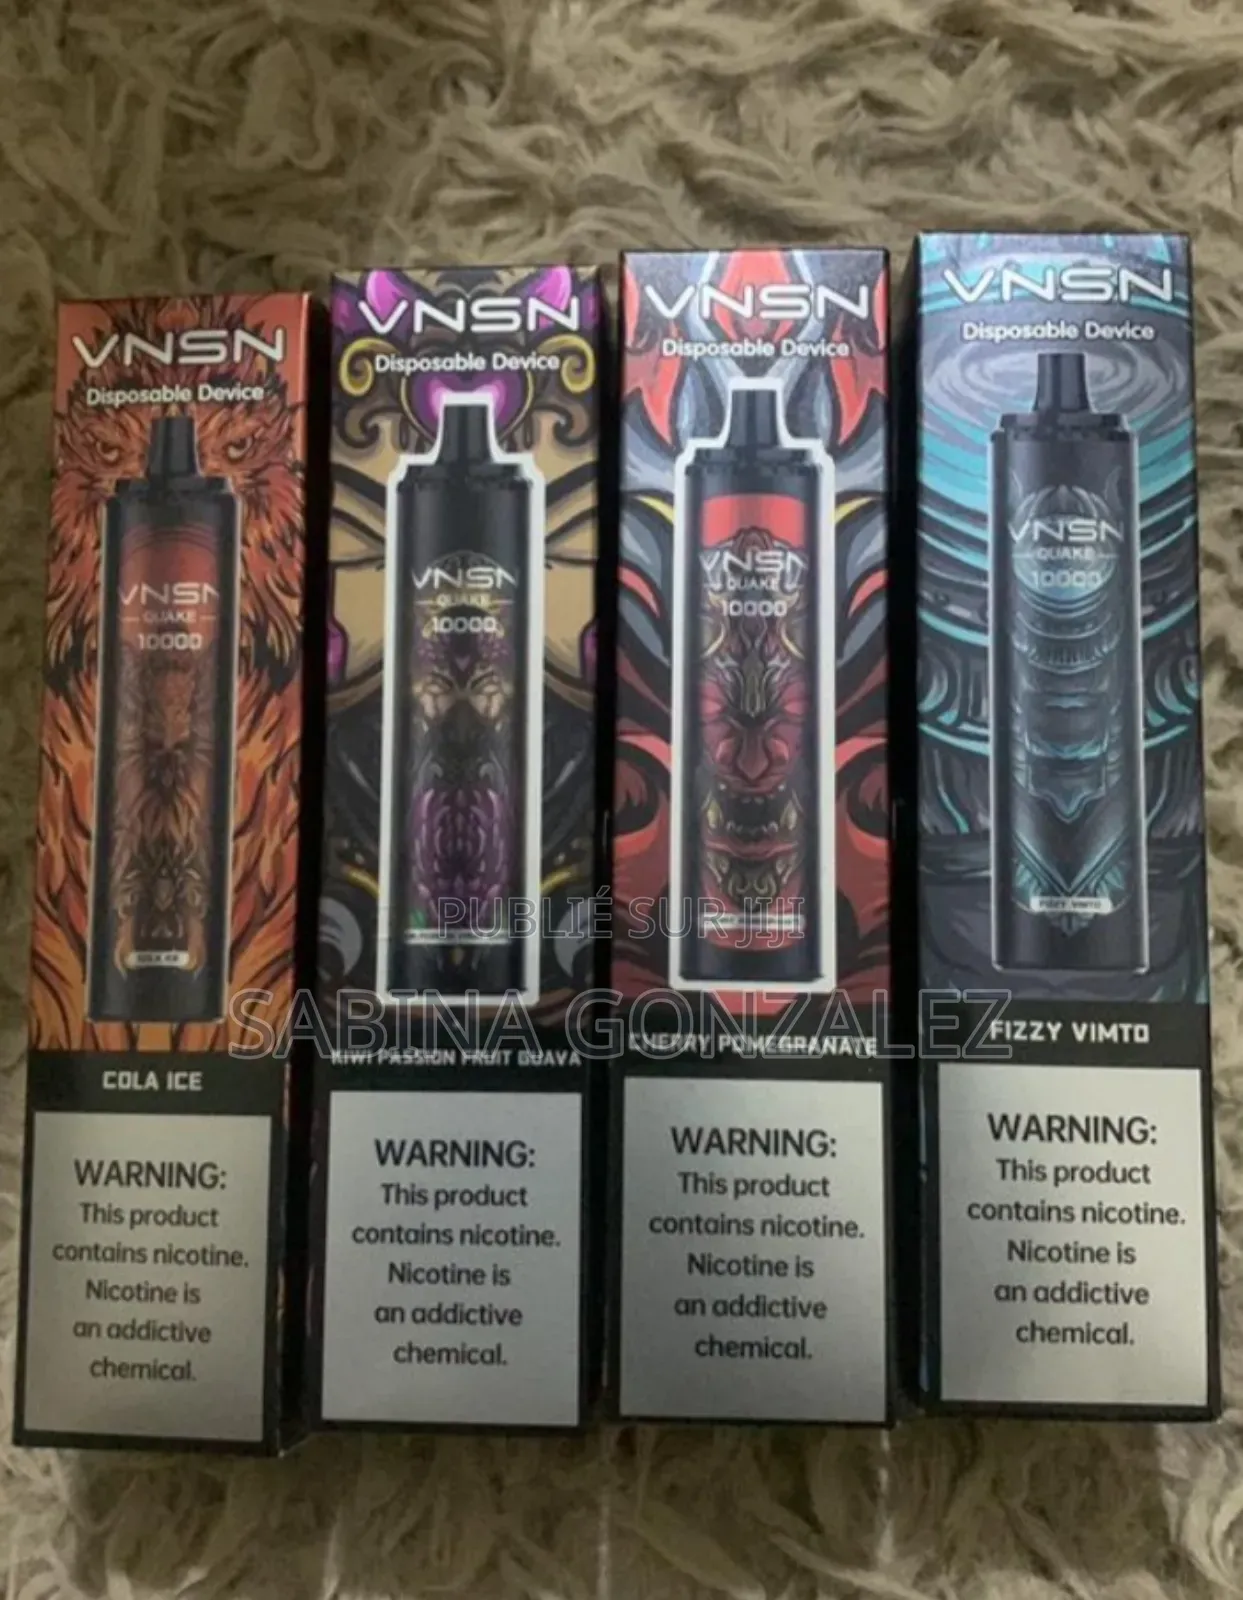 VNSN
Disposable Device
VNSN
QUAKE
10000
COLA ICE
WARNING:
This product
contains nicotine.
Nicotine is
an addictive
chemical.
VNSN
Disposable Device
VNSN
QUAKE
10000
KIWI PASSION FRUIT GUAVA
WARNING:
This product
contains nicotine.
Nicotine is
an addictive
chemical.
VNSN
Disposable Device
VNSN
QUAKE
10000
CHERRY POMEGRANATE
WARNING:
This product
contains nicotine.
Nicotine is
an addictive
chemical.
VNSN
Disposable Device
VNSN
QUAKE
10000
FIZZY VIMTO
FIZZY VIMTO
WARNING:
This product
contains nicotine.
Nicotine is
an addictive
chemical.
PUBLIÉ SUR JIJI
SABINA GONZALEZ